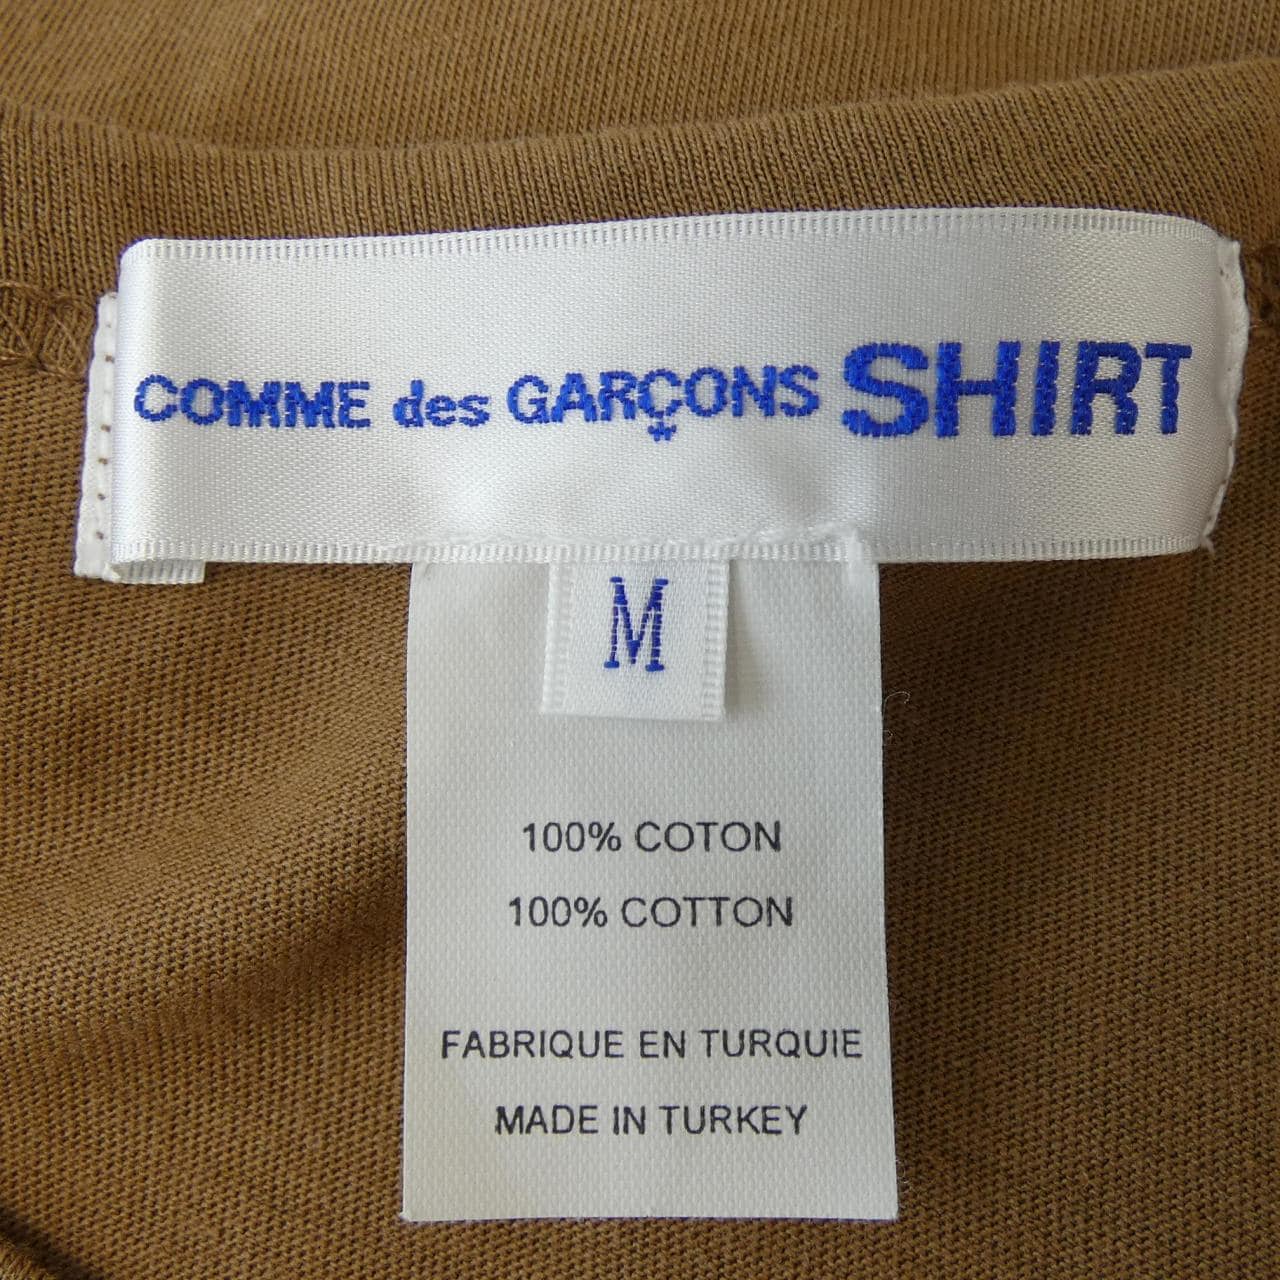 COMME des GARÇONS SHIRT
M
100% COTON
100% COTTON
FABRIQUE EN TURQUIE
MADE IN TURKEY